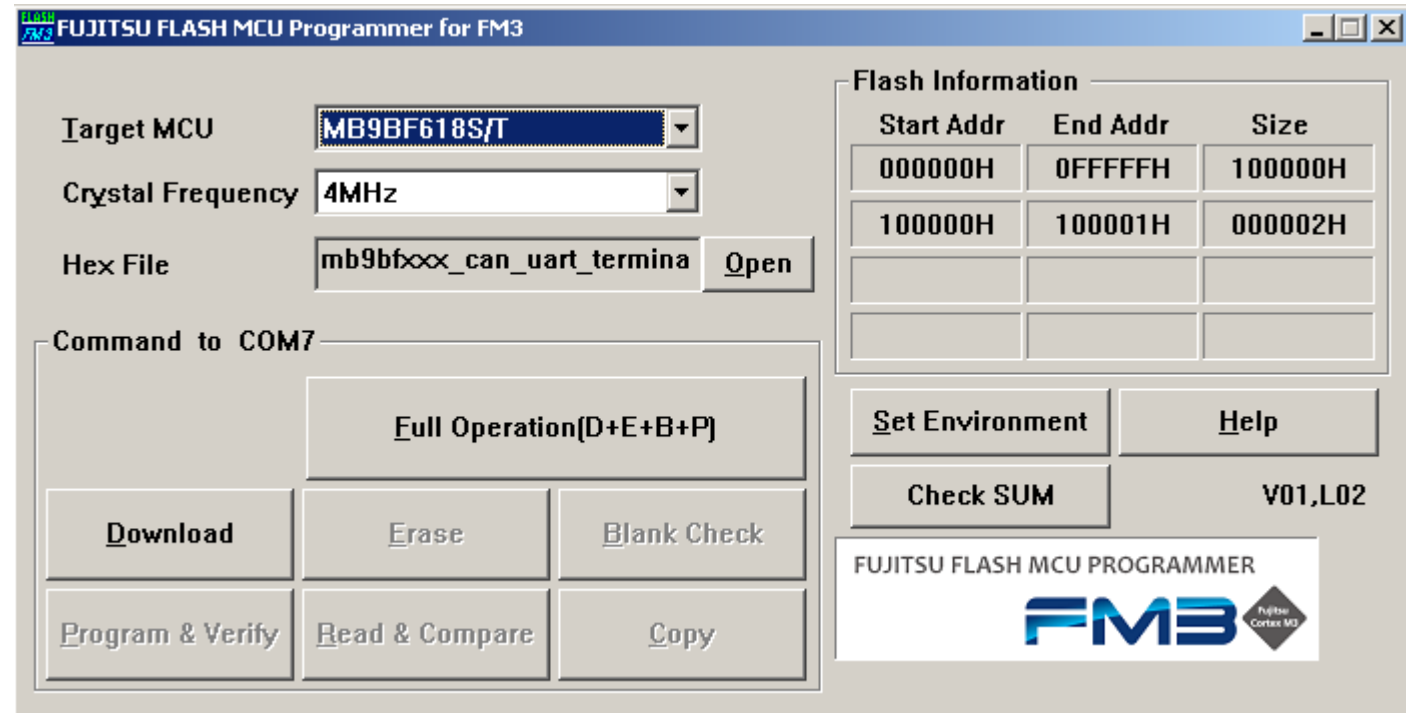 FLASH
FM3
FUJITSU FLASH MCU Programmer for FM3
Target MCU
MB9BF618S/T
Crystal Frequency
4MHz
Hex File
mb9bfxxx_can_uart_termina
Open
Command to COM7
Full Operation(D+E+B+P)
Download
Erase
Blank Check
Program & Verify
Read & Compare
Copy
Flash Information
Start Addr End Addr Size
000000H 0FFFFFH 100000H
100000H 100001H 000002H
Set Environment
Help
Check SUM
V01,L02
FUJITSU FLASH MCU PROGRAMMER
FM3
Fujitsu
Cortex M3